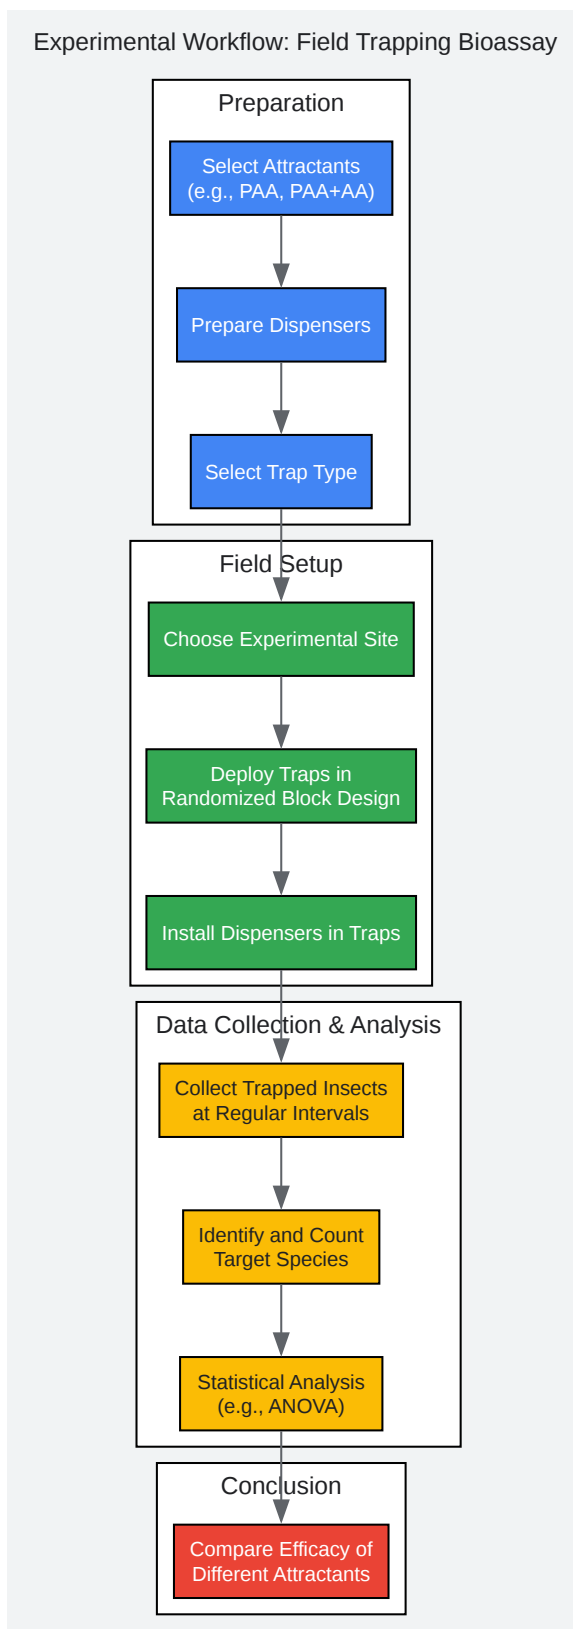 Experimental Workflow: Field Trapping Bioassay
Preparation
Select Attractants
(e.g., PAA, PAA+AA)
Prepare Dispensers
Select Trap Type
Field Setup
Choose Experimental Site
Deploy Traps in
Randomized Block Design
Install Dispensers in Traps
Data Collection & Analysis
Collect Trapped Insects
at Regular Intervals
Identify and Count
Target Species
Statistical Analysis
(e.g., ANOVA)
Conclusion
Compare Efficacy of
Different Attractants